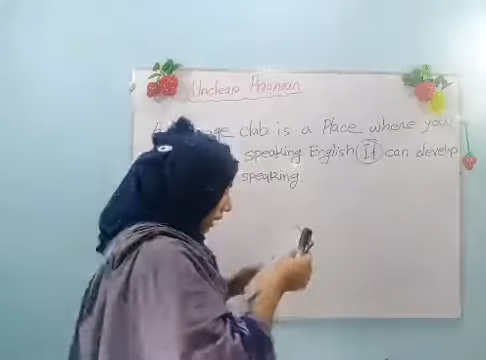 Unclear Pronoun
club is a Place where you
speaking English It can develop
speaking.